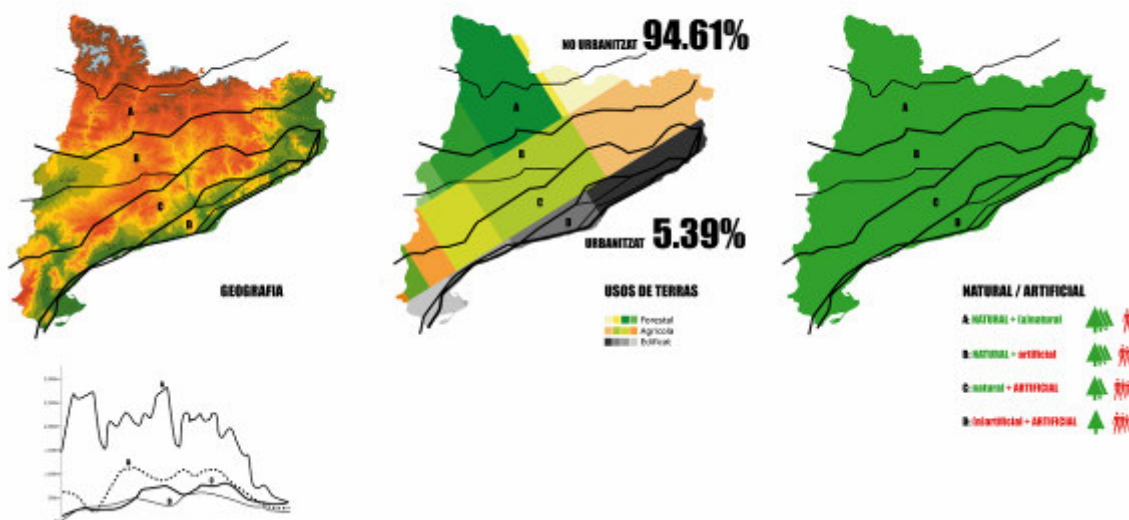 NO URBANITZAT 94.61%
A
B
C
D
GEOGRAFIA
A
B
C
D
URBANITZAT 5.39%
USOS DE TERRAS
Forestal
Agrícola
Edificat
A
B
C
D
NATURAL / ARTIFICIAL
A: NATURAL + (a)natural
B: NATURAL + artificial
C: natural + ARTIFICIAL
D: (n)artificial + ARTIFICIAL